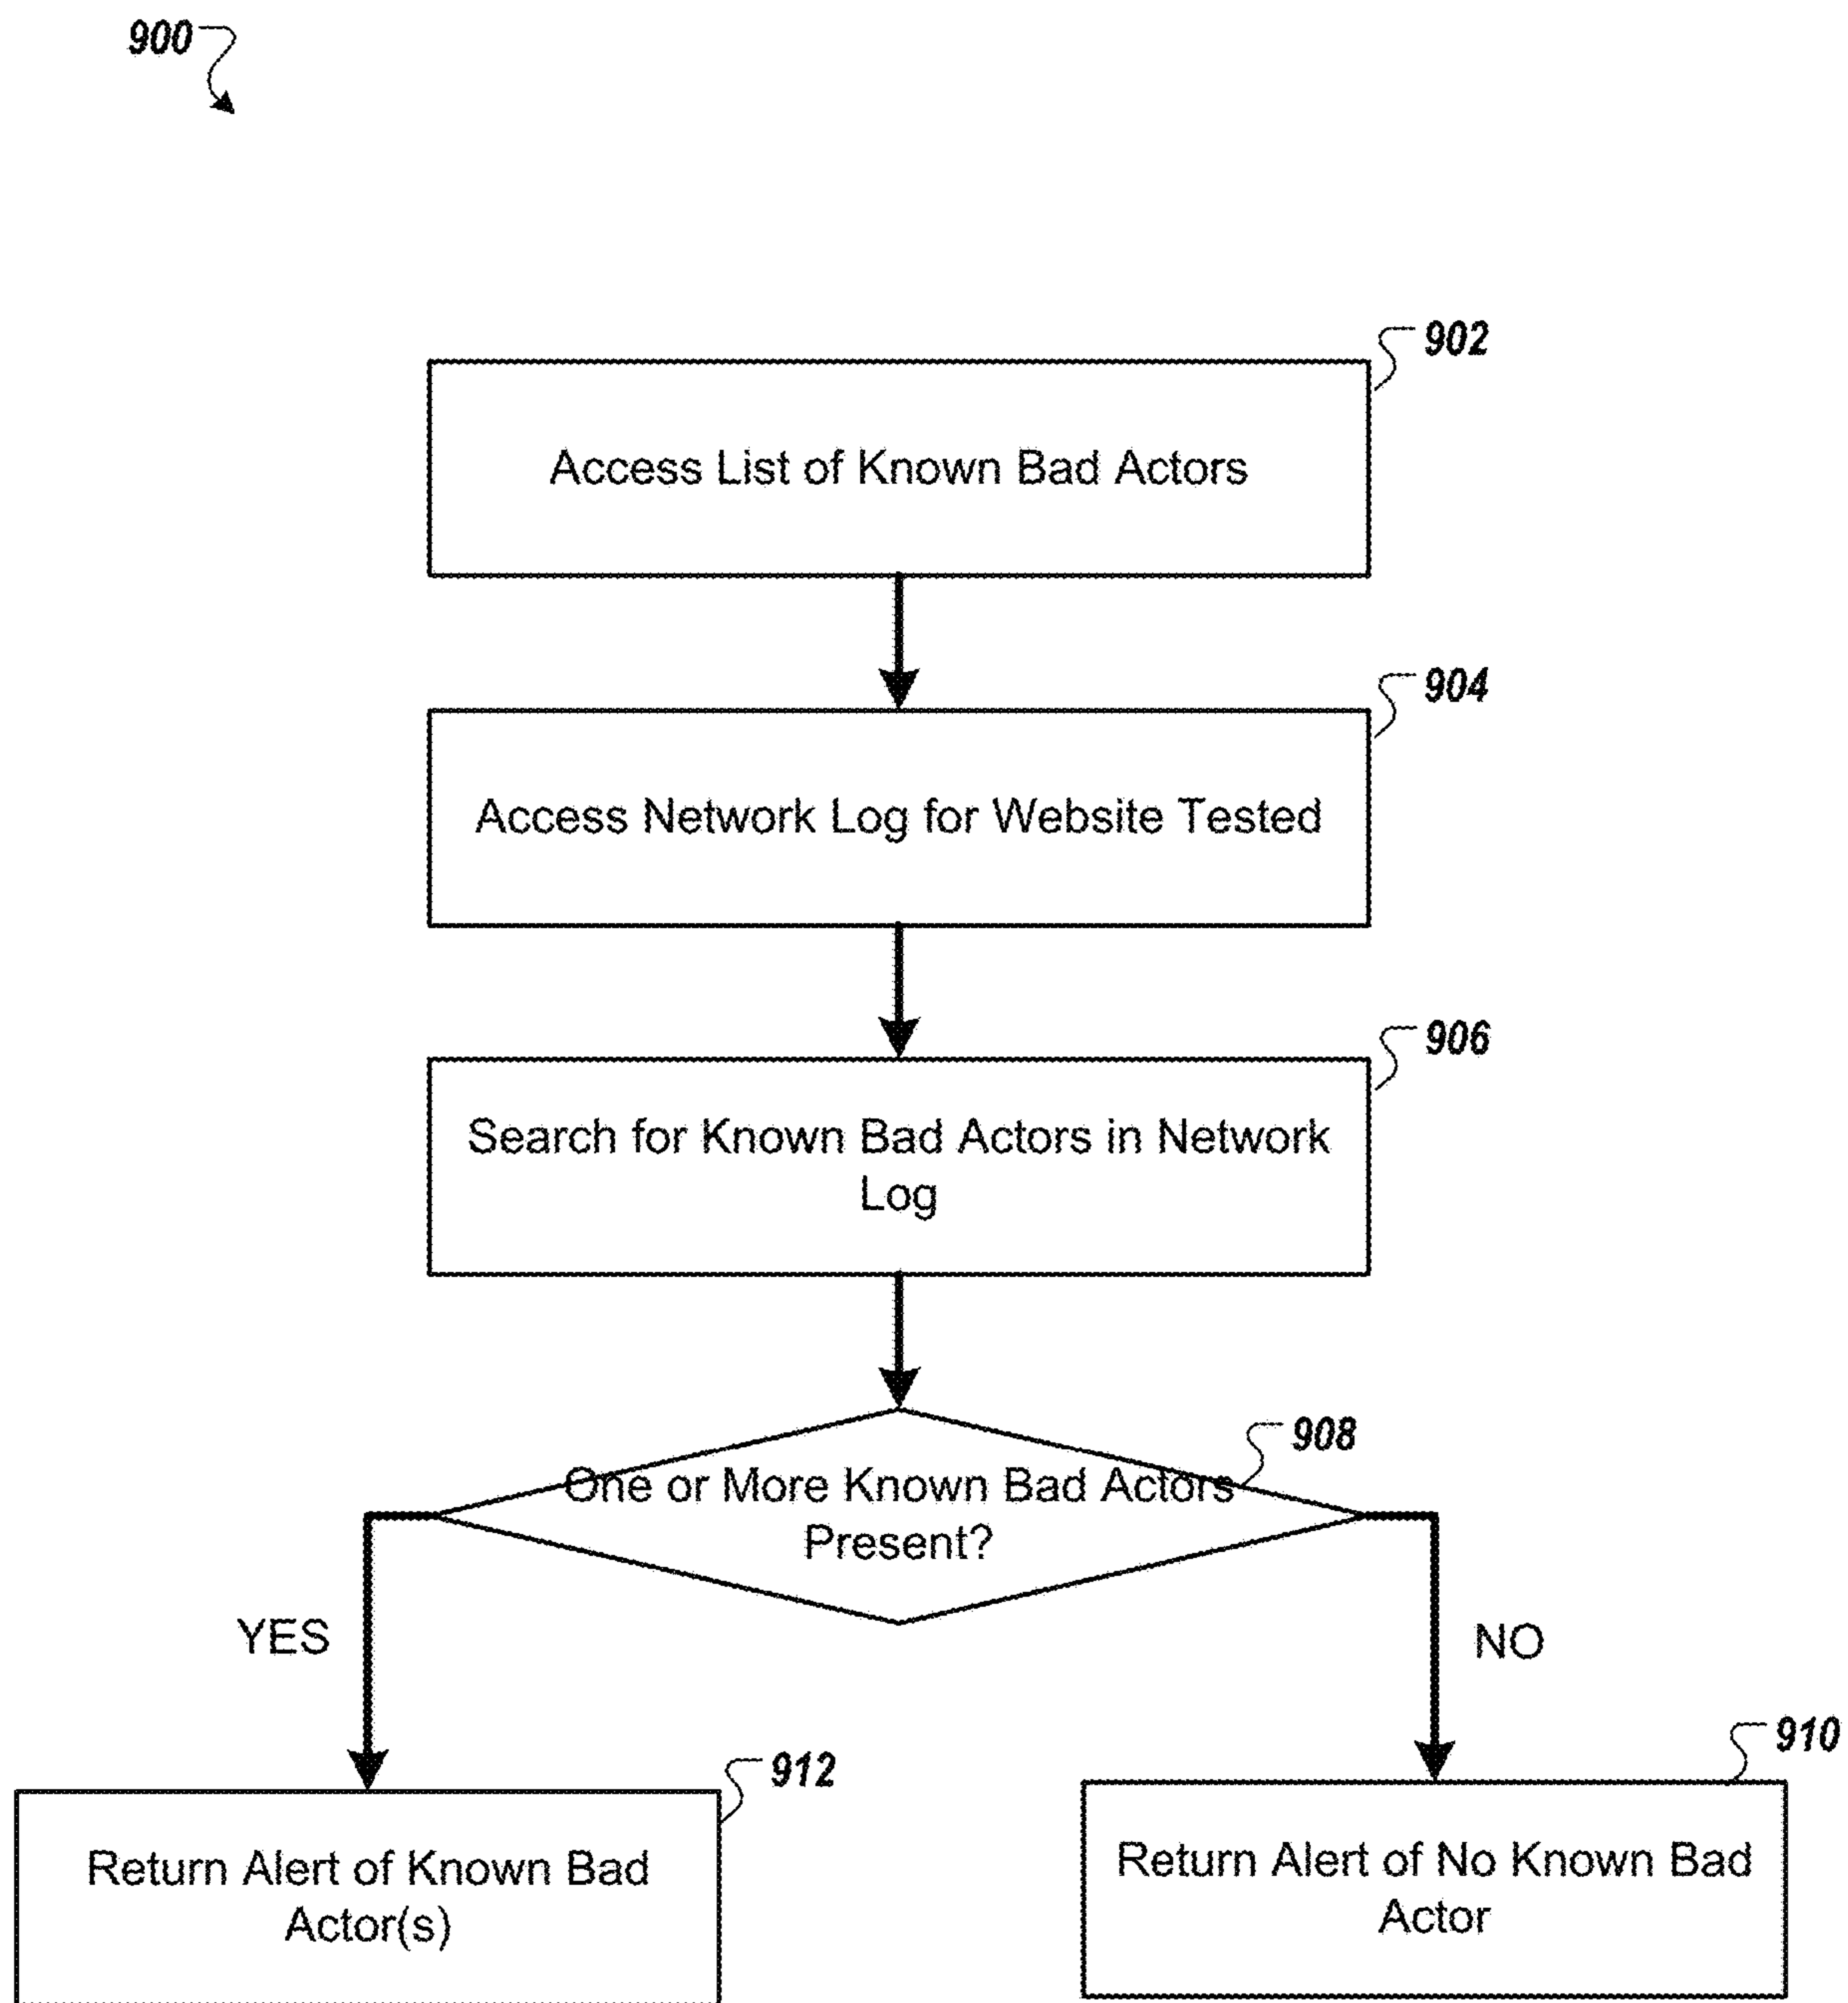 900
902
Access List of Known Bad Actors
904
Access Network Log for Website Tested
906
Search for Known Bad Actors in Network
Log
908
One or More Known Bad Actors
Present?
YES
NO
912
Return Alert of Known Bad
Actor(s)
910
Return Alert of No Known Bad
Actor